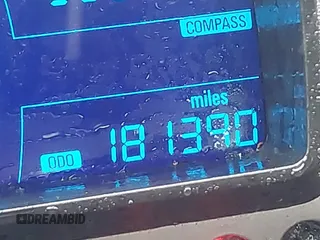 COMPASS
miles
ODO 181390
DREAMBID